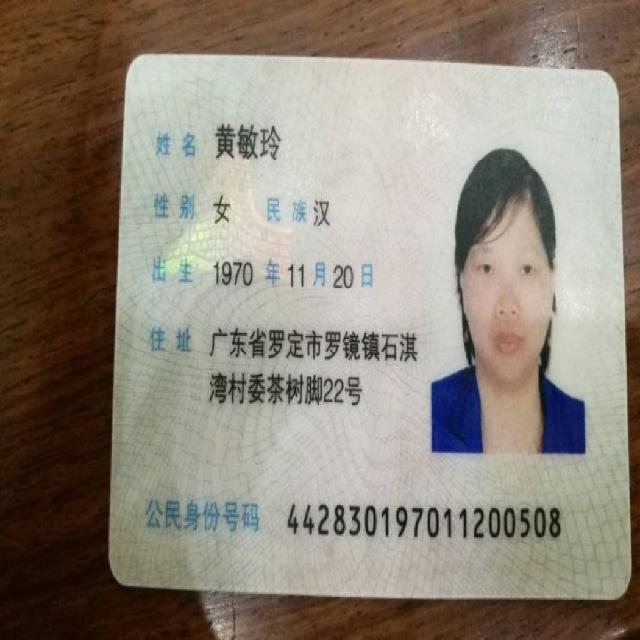 姓名 黄敏玲
性别 女 民族 汉
出生 1970 年 11 月 20 日
住址 广东省罗定市罗镜镇石淇
湾村委茶树脚22号
公民身份号码 442830197011200508